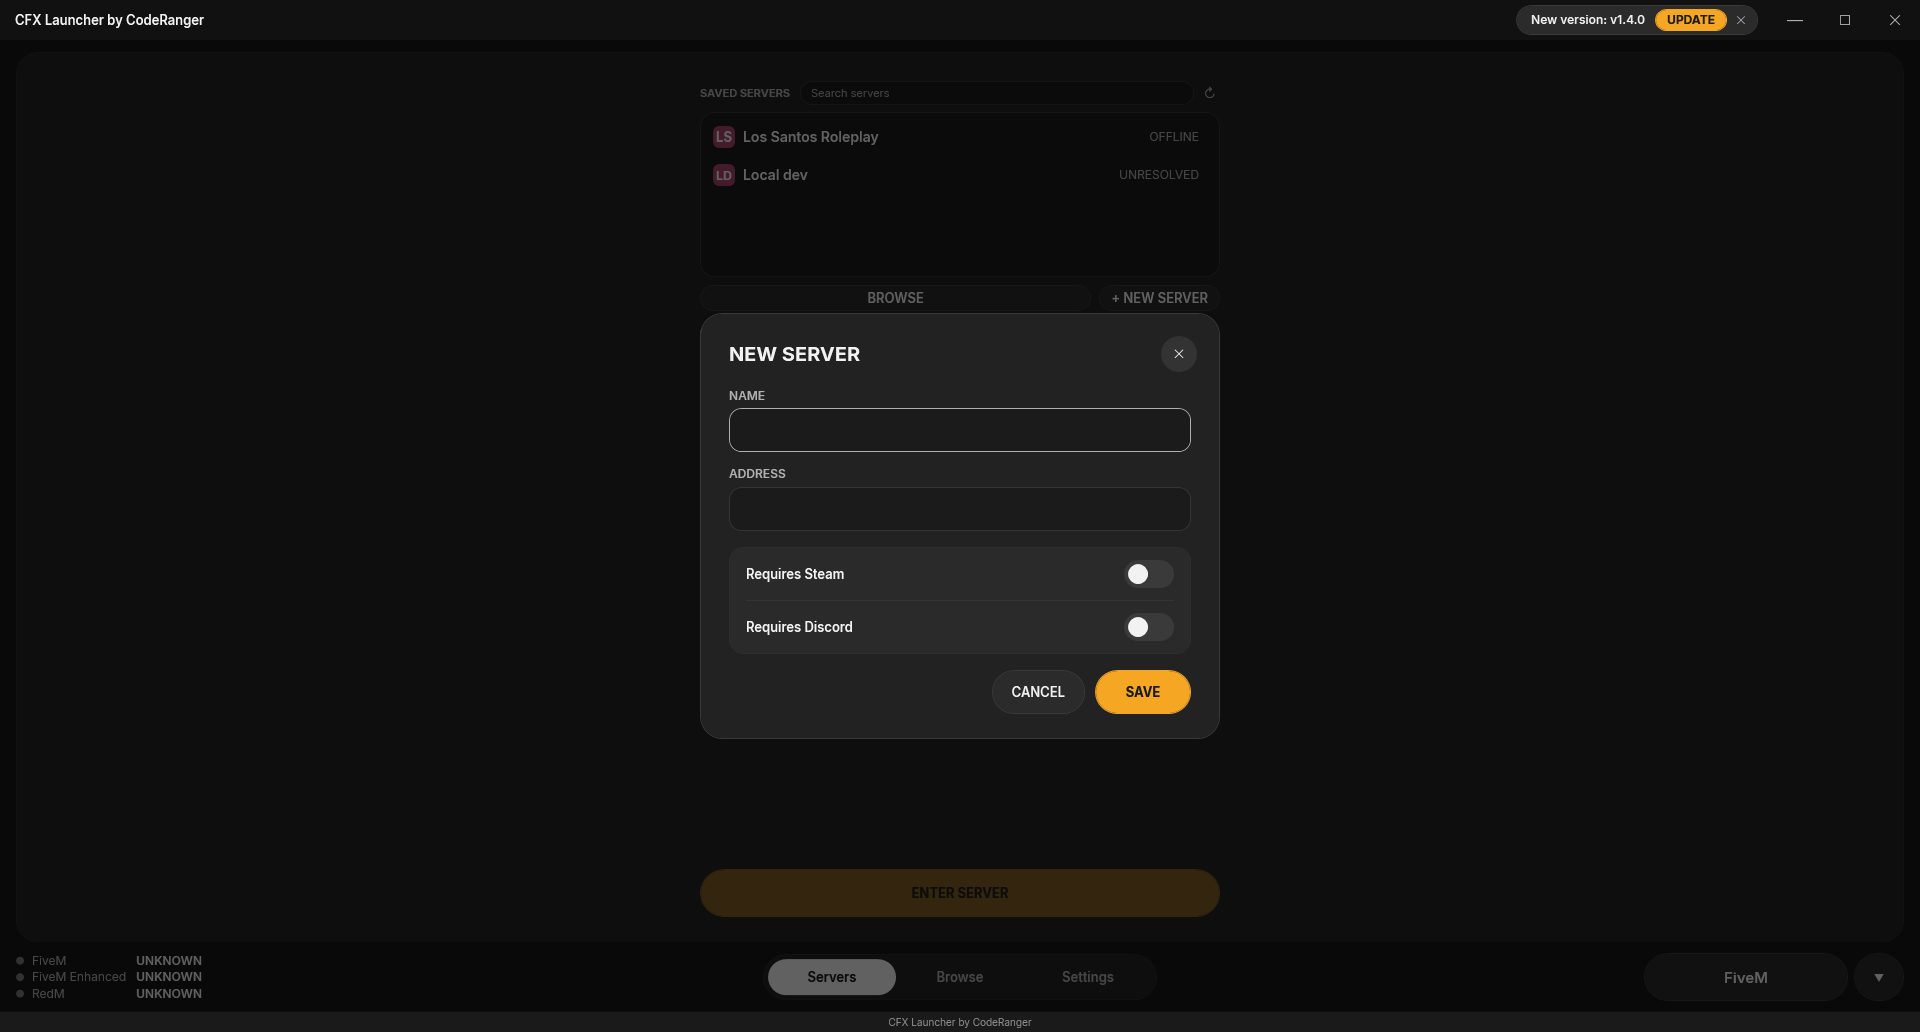 CFX Launcher by CodeRanger
New version: v1.4.0 UPDATE
SAVED SERVERS Search servers
LS Los Santos Roleplay OFFLINE
LD Local dev UNRESOLVED
BROWSE + NEW SERVER
NEW SERVER
NAME
ADDRESS
Requires Steam
Requires Discord
CANCEL SAVE
ENTER SERVER
FiveM UNKNOWN
FiveM Enhanced UNKNOWN
RedM UNKNOWN
Servers Browse Settings
FiveM
CFX Launcher by CodeRanger